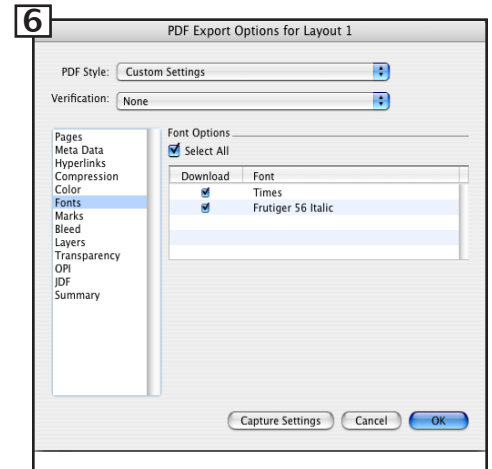 6
PDF Export Options for Layout 1
PDF Style: Custom Settings
Verification: None
Pages
Meta Data
Hyperlinks
Compression
Color
Fonts
Marks
Bleed
Layers
Transparency
OPI
JDF
Summary
Font Options
Select All
Download Font
Times
Frutiger 56 Italic
Capture Settings Cancel OK